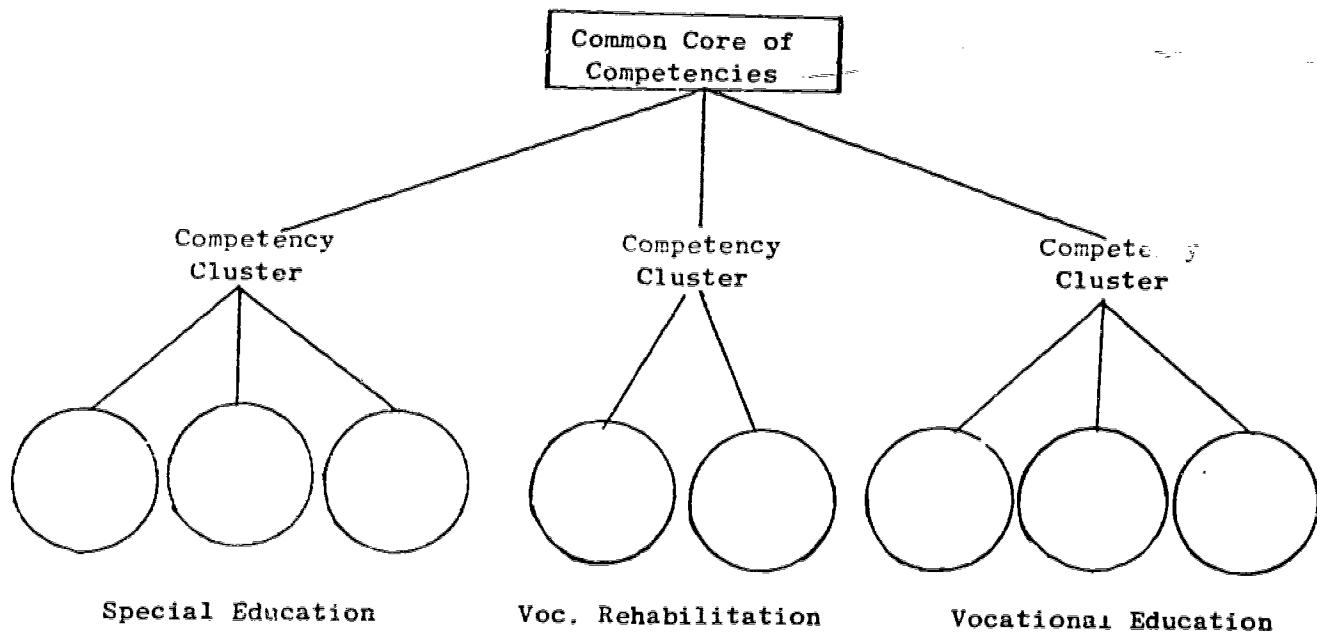 Common Core of
Competencies
Competency
Cluster
Competency
Cluster
Cluster
Special Education
Voc. Rehabilitation
Vocational Education